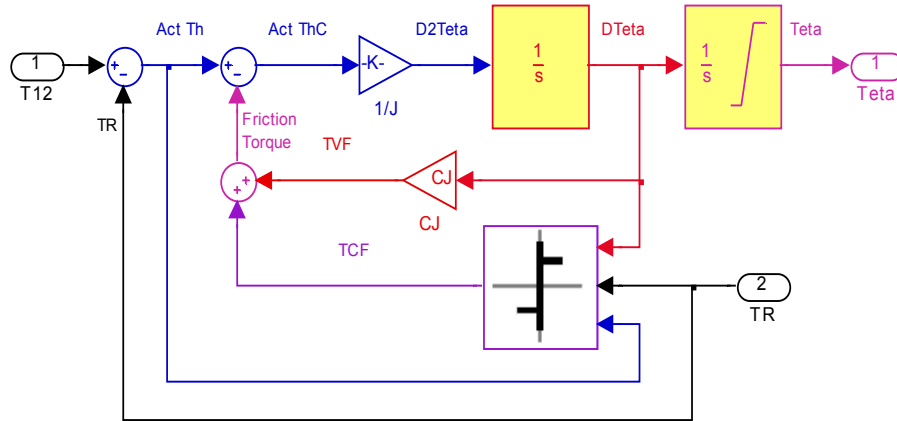 Act Th
Act ThC
D2Teta
DTeta
Teta
1
T12
+
-
+
-
-K-
1/J
1
s
1
s
1
Teta
TR
Friction
Torque
TVF
+
+
CJ
CJ
TCF
2
TR